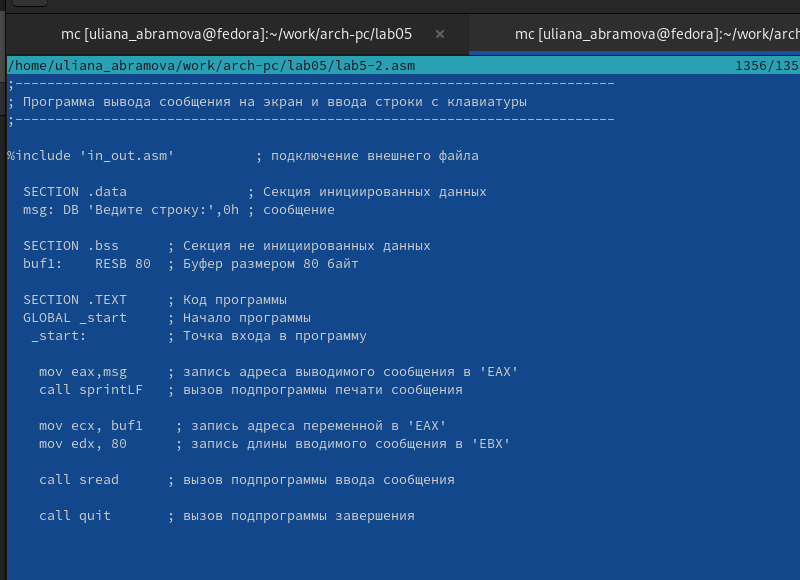 mc [uliana_abramova@fedora]:~/work/arch-pc/lab05 × mc [uliana_abramova@fedora]:~/work/arch
/home/uliana_abramova/work/arch-pc/lab05/lab5-2.asm 1356/135
;---------------------------------------------------------------------------
; Программа вывода сообщения на экран и ввода строки с клавиатуры
;---------------------------------------------------------------------------
%include 'in_out.asm' ; подключение внешнего файла
SECTION .data ; Секция инициированных данных
msg: DB 'Ведите строку:',0h ; сообщение
SECTION .bss ; Секция не инициированных данных
buf1: RESB 80 ; Буфер размером 80 байт
SECTION .TEXT ; Код программы
GLOBAL _start ; Начало программы
_start: ; Точка входа в программу
mov eax,msg ; запись адреса выводимого сообщения в 'EAX'
call sprintLF ; вызов подпрограммы печати сообщения
mov ecx, buf1 ; запись адреса переменной в 'EAX'
mov edx, 80 ; запись длины вводимого сообщения в 'EBX'
call sread ; вызов подпрограммы ввода сообщения
call quit ; вызов подпрограммы завершения